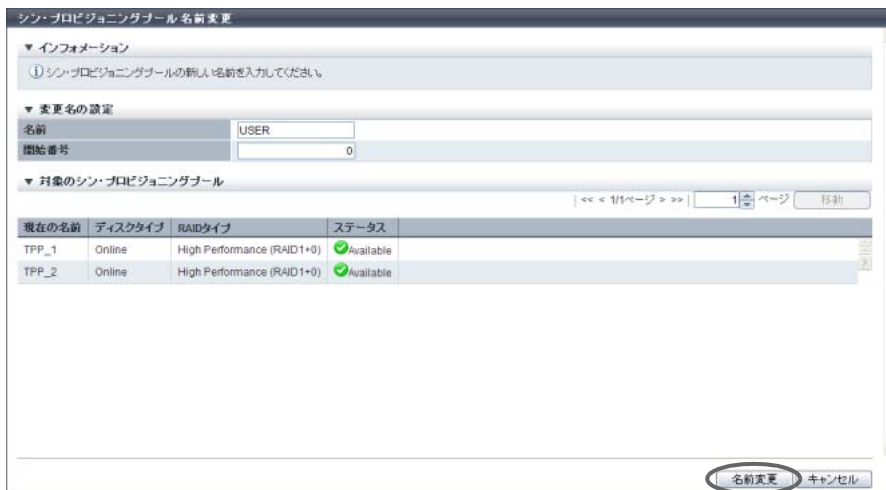 シン・プロビジョニングプール名前変更
▼ インフォメーション
シン・プロビジョニングプールの新しい名前を入力してください。
▼ 変更名の設定
名前 USER
開始番号 0
▼ 対象のシン・プロビジョニングプール
| << < 1/1ページ > >> | 1 ページ 移動
現在の名前 ディスクタイプ RAIDタイプ ステータス
TPP_1 Online High Performance (RAID1+0) Available
TPP_2 Online High Performance (RAID1+0) Available
名前変更 キャンセル